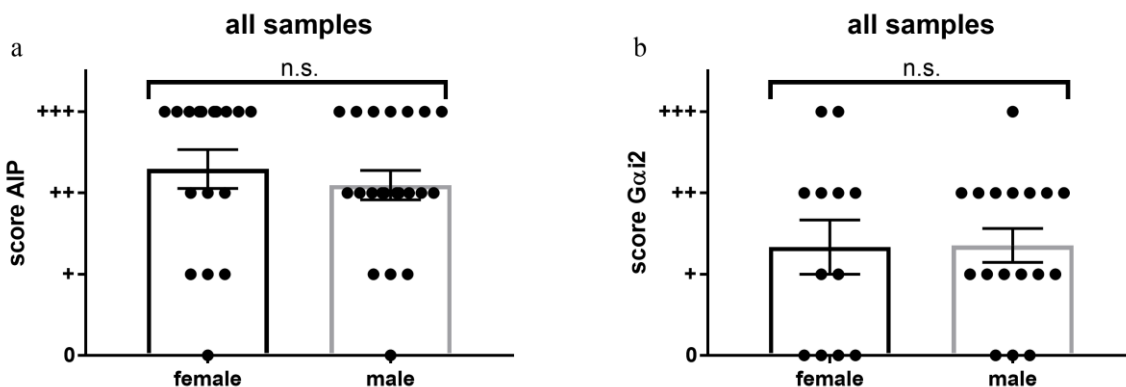 a
all samples
n.s.
+++
++
+
0
score AIP
female
male
b
all samples
n.s.
+++
++
+
0
score Gαi2
female
male